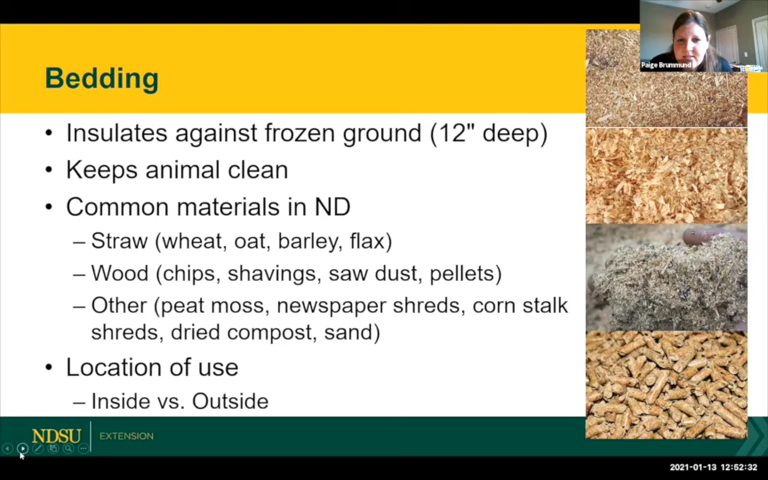 Paige Brummund
Bedding
• Insulates against frozen ground (12" deep)
• Keeps animal clean
• Common materials in ND
– Straw (wheat, oat, barley, flax)
– Wood (chips, shavings, saw dust, pellets)
– Other (peat moss, newspaper shreds, corn stalk
shreds, dried compost, sand)
• Location of use
– Inside vs. Outside
NDSU EXTENSION
2021-01-13 12:52:32